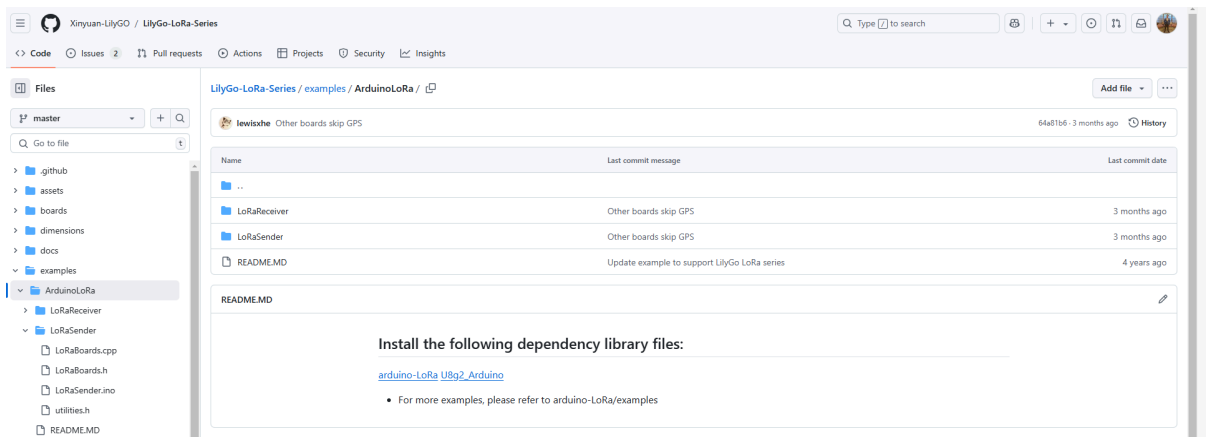 Xinyuan-LilyGO / LilyGo-LoRa-Series
Type / to search
Code Issues 2 Pull requests Actions Projects Security Insights
Files
master
Go to file t
.github
assets
boards
dimensions
docs
examples
ArduinoLoRa
LoRaReceiver
LoRaSender
LoRaBoards.cpp
LoRaBoards.h
LoRaSender.ino
utilities.h
README.MD
LilyGo-LoRa-Series / examples / ArduinoLoRa /
Add file
lewisxhe Other boards skip GPS 64a81b6 · 3 months ago History
Name Last commit message Last commit date
..
LoRaReceiver Other boards skip GPS 3 months ago
LoRaSender Other boards skip GPS 3 months ago
README.MD Update example to support LilyGo LoRa series 4 years ago
README.MD
Install the following dependency library files:
arduino-LoRa U8g2_Arduino
• For more examples, please refer to arduino-LoRa/examples